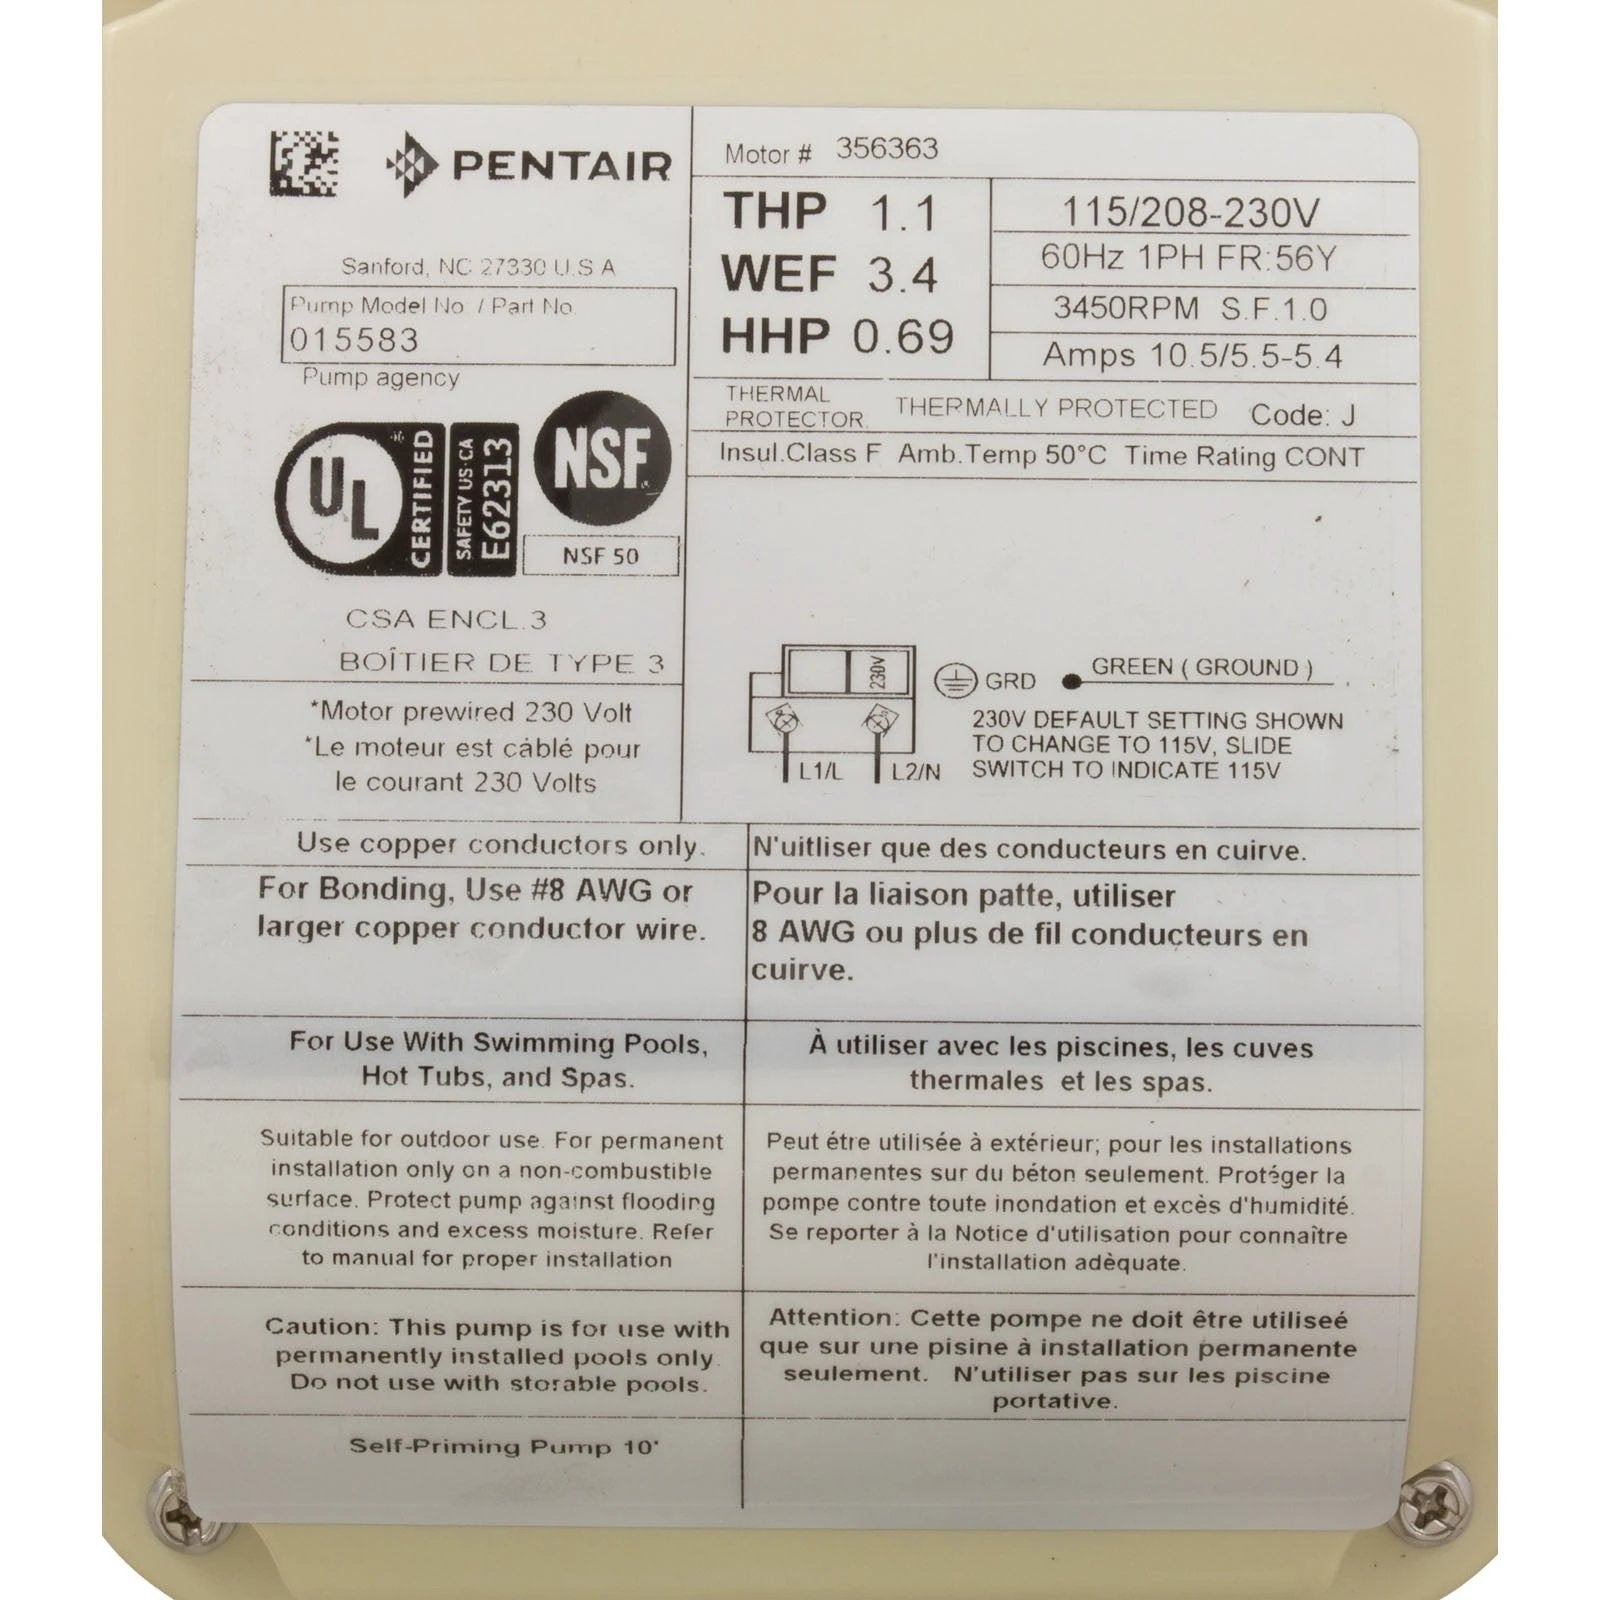 PENTAIR
Sanford, NC 27330 U.S A
Pump Model No / Part No.
015583
Pump agency
UL
CERTIFIED
SAFETY US·CA
E62313
NSF.
NSF 50
CSA ENCL.3
BOÎTIER DE TYPE 3
*Motor prewired 230 Volt
*Le moteur est câblé pour
le courant 230 Volts
Motor # 356363
THP 1.1
WEF 3.4
HHP 0.69
115/208-230V
60Hz 1PH FR:56Y
3450RPM S.F.1.0
Amps 10.5/5.5-5.4
THERMAL
PROTECTOR.
THERMALLY PROTECTED Code: J
Insul.Class F Amb.Temp 50°C Time Rating CONT
230V
L1/L L2/N
GRD GREEN ( GROUND )
230V DEFAULT SETTING SHOWN
TO CHANGE TO 115V, SLIDE
SWITCH TO INDICATE 115V
Use copper conductors only.
N'uitliser que des conducteurs en cuirve.
For Bonding, Use #8 AWG or
larger copper conductor wire.
Pour la liaison patte, utiliser
8 AWG ou plus de fil conducteurs en
cuirve.
For Use With Swimming Pools,
Hot Tubs, and Spas.
À utiliser avec les piscines, les cuves
thermales et les spas.
Suitable for outdoor use. For permanent
installation only on a non-combustible
surface. Protect pump against flooding
conditions and excess moisture. Refer
to manual for proper installation
Peut étre utilisée à extérieur; pour les installations
permanentes sur du béton seulement. Protéger la
pompe contre toute inondation et excés d'humidité.
Se reporter à la Notice d'utilisation pour connaître
l'installation adèquate.
Caution: This pump is for use with
permanently installed pools only.
Do not use with storable pools.
Attention: Cette pompe ne doit être utiliseé
que sur une pisine à installation permanente
seulement. N'utiliser pas sur les piscine
portative.
Self-Priming Pump 10'